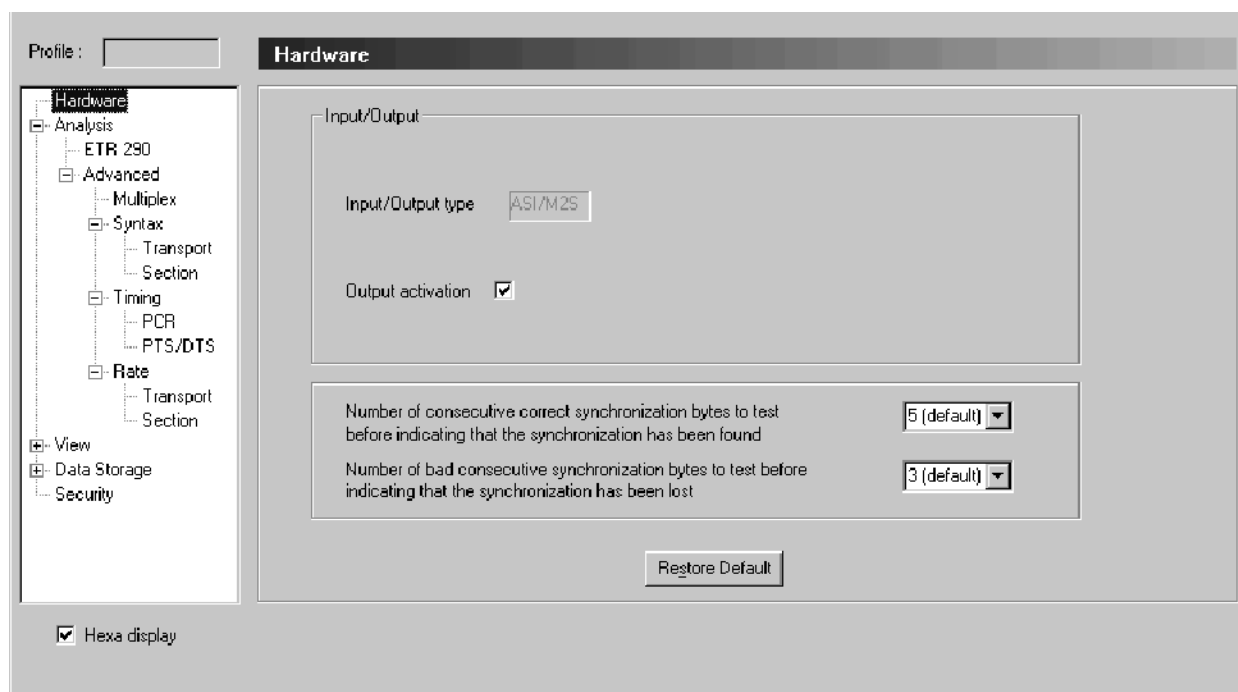 Profile :
Hardware
Hardware
Analysis
ETR 290
Advanced
Multiplex
Syntax
Transport
Section
Timing
PCR
PTS/DTS
Rate
Transport
Section
View
Data Storage
Security
Input/Output
Input/Output type ASI/M2S
Output activation
Number of consecutive correct synchronization bytes to test
before indicating that the synchronization has been found
5 (default)
Number of bad consecutive synchronization bytes to test before
indicating that the synchronization has been lost
3 (default)
Restore Default
Hexa display